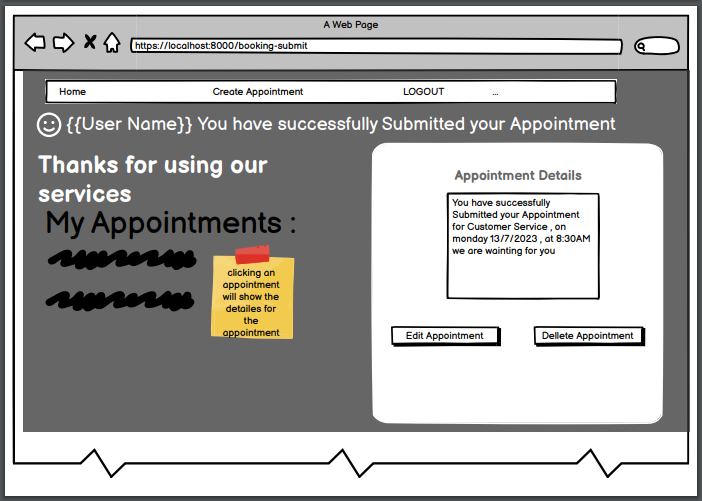 A Web Page
https://localhost:8000/booking-submit
Home Create Appointment LOGOUT ...
{{User Name}} You have successfully Submitted your Appointment
Thanks for using our
services
My Appointments :
clicking an
appointment
will show the
detailes for
the
appointment
Appointment Details
You have successfully
Submitted your Appointment
for Customer Service , on
monday 13/7/2023 , at 8:30AM
we are wainting for you
Edit Appointment
Dellete Appointment